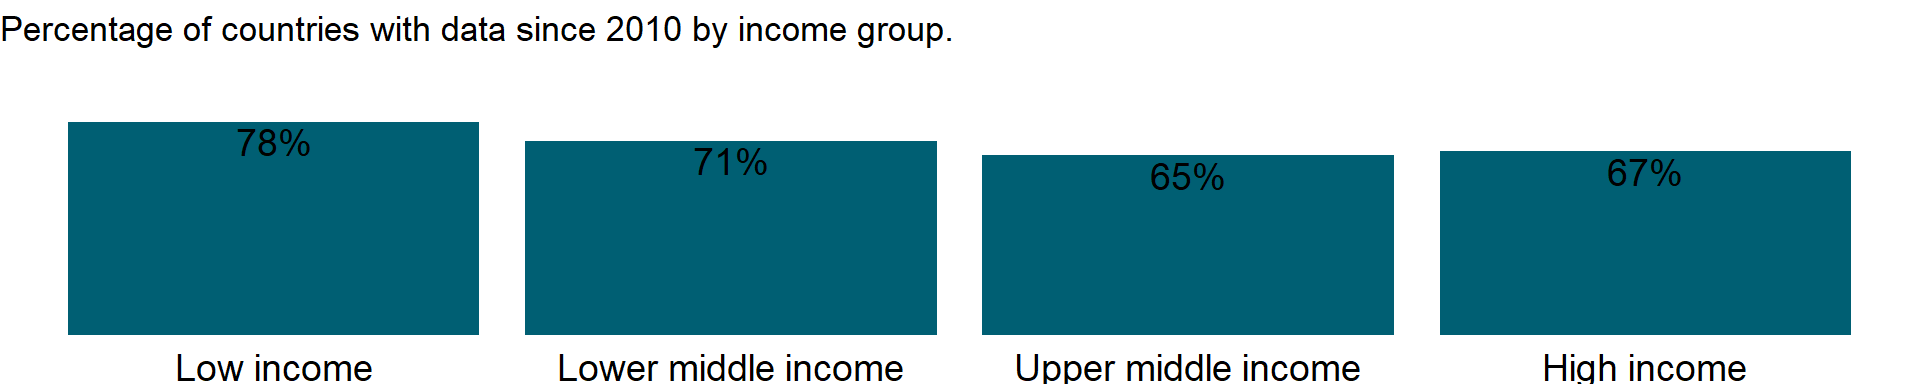 Percentage of countries with data since 2010 by income group.
78%
71%
65%
67%
Low income
Lower middle income
Upper middle income
High income